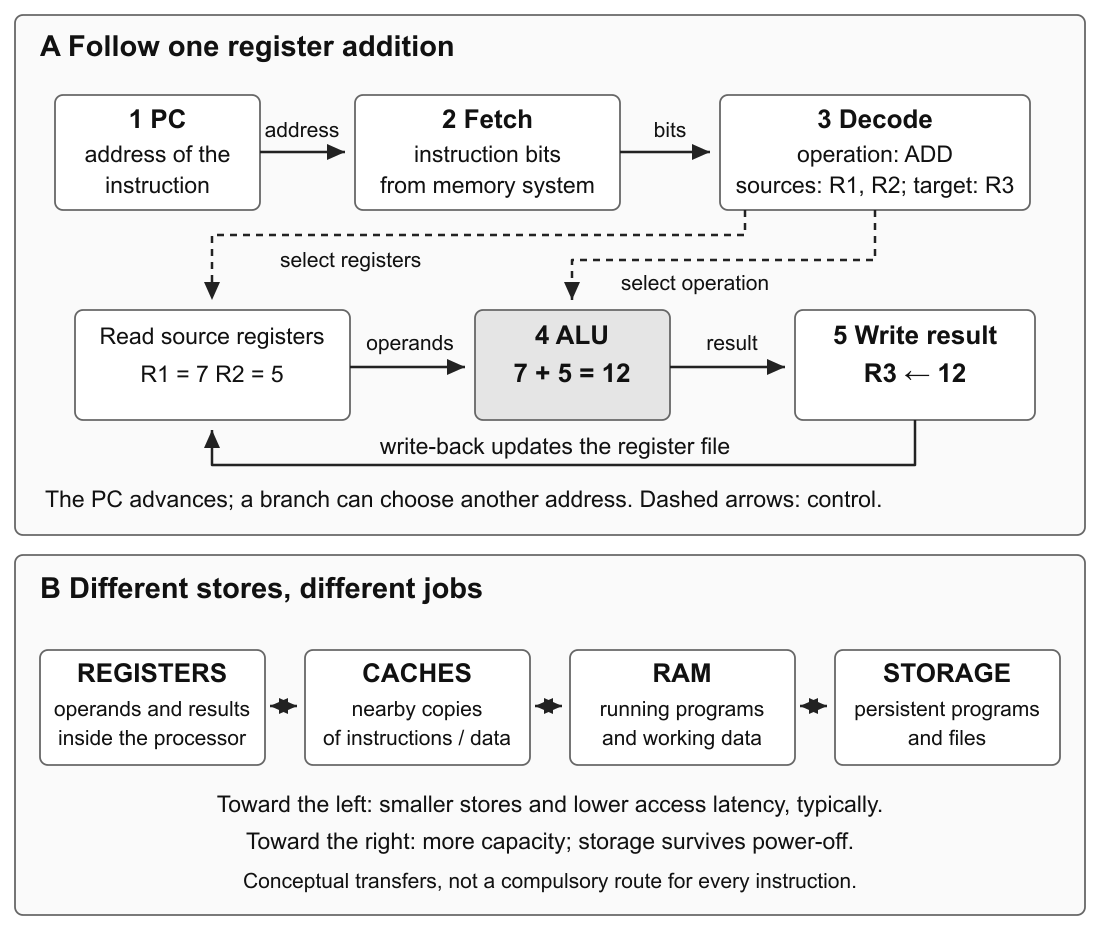 A Follow one register addition
1 PC
address of the
instruction
address
2 Fetch
instruction bits
from memory system
bits
3 Decode
operation: ADD
sources: R1, R2; target: R3
select registers
select operation
Read source registers
R1 = 7 R2 = 5
operands
4 ALU
7 + 5 = 12
result
5 Write result
R3 ← 12
write-back updates the register file
The PC advances; a branch can choose another address. Dashed arrows: control.
B Different stores, different jobs
REGISTERS
operands and results
inside the processor
CACHES
nearby copies
of instructions / data
RAM
running programs
and working data
STORAGE
persistent programs
and files
Toward the left: smaller stores and lower access latency, typically.
Toward the right: more capacity; storage survives power-off.
Conceptual transfers, not a compulsory route for every instruction.